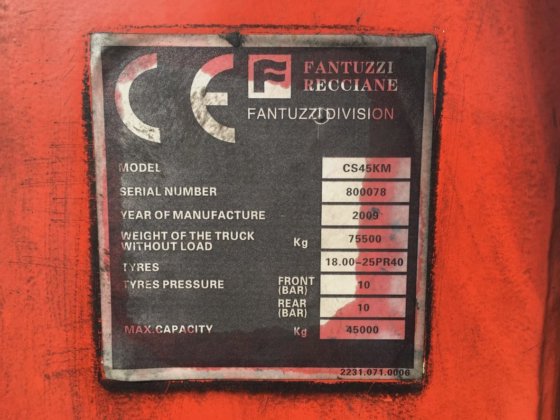 CE
FANTUZZI
RECCIANE
FANTUZZI DIVISION
MODEL CS45KM
SERIAL NUMBER 800078
YEAR OF MANUFACTURE 2009
WEIGHT OF THE TRUCK
WITHOUT LOAD Kg 75500
TYRES 18.00-25PR40
TYRES PRESSURE FRONT (BAR) 10
REAR (BAR) 10
MAX.CAPACITY Kg 45000
2231.071.0006